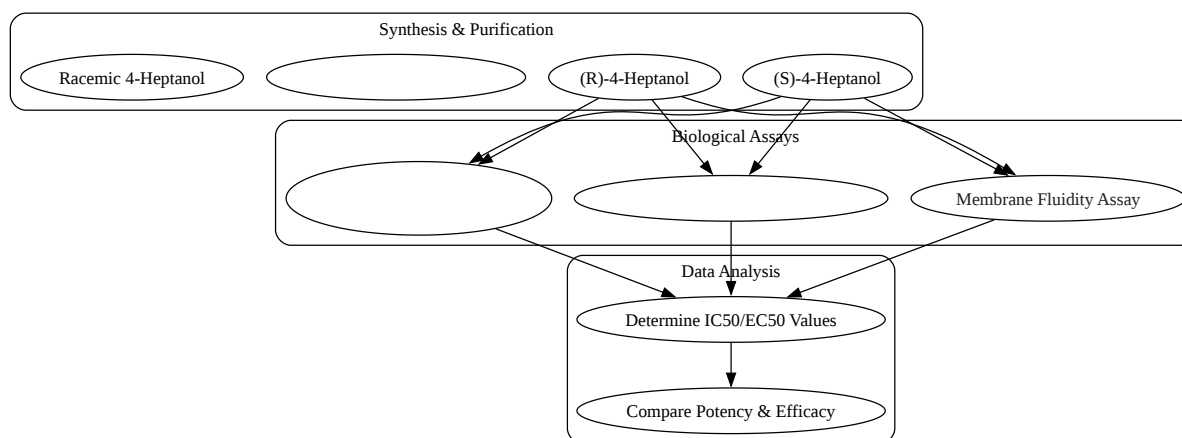 Synthesis & Purification
Racemic 4-Heptanol
(R)-4-Heptanol
(S)-4-Heptanol
Biological Assays
Membrane Fluidity Assay
Data Analysis
Determine IC50/EC50 Values
Compare Potency & Efficacy